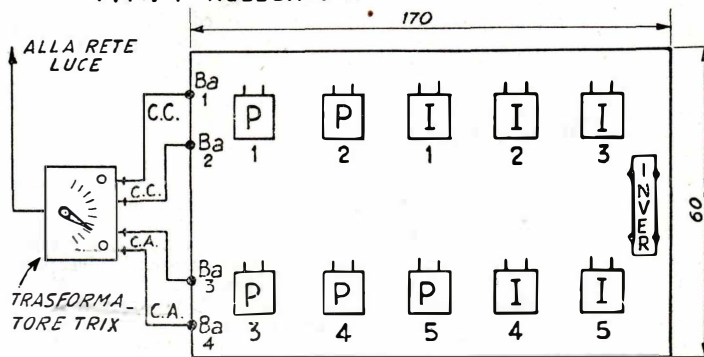 170
ALLA RETE
LUCE
Ba
1
C.C.
P P I I I
1 2 1 2 3
Ba
2
C.C.
INVER
60
C.A.
Ba
3
TRASFORMA-
TORE TRIX
C.A.
Ba
4
P P P I I
3 4 5 4 5